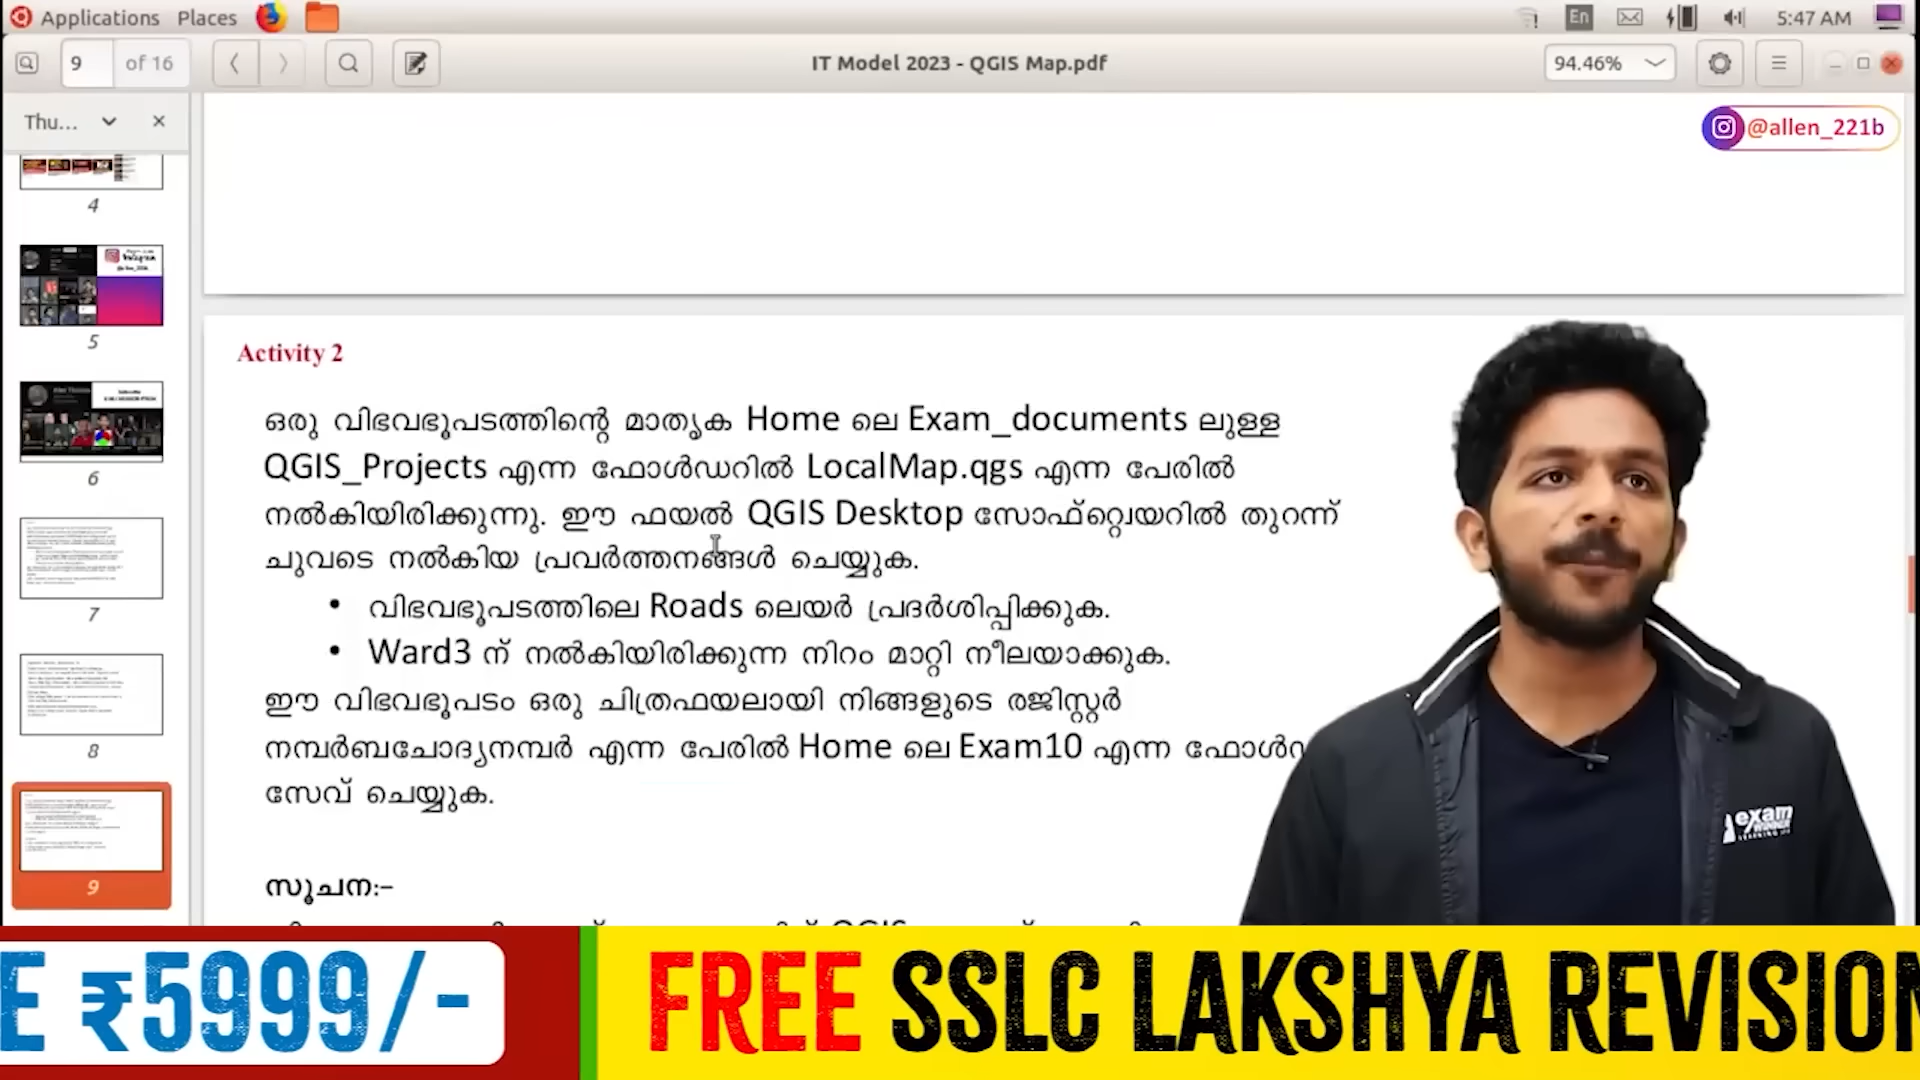 Applications Places En 5:47 AM
9 of 16 IT Model 2023 - QGIS Map.pdf 94.46%
Thu...
@allen_221b
4
5
6
7
8
9
Activity 2
ഒരു വിഭവഭൂപടത്തിന്റെ മാതൃക Home ലെ Exam_documents ലുള്ള
QGIS_Projects എന്ന ഫോൾഡറിൽ LocalMap.qgs എന്ന പേരിൽ
നൽകിയിരിക്കുന്നു. ഈ ഫയൽ QGIS Desktop സോഫ്റ്റ്വെയറിൽ തുറന്ന്
ചുവടെ നൽകിയ പ്രവർത്തനങ്ങൾ ചെയ്യുക.
• വിഭവഭൂപടത്തിലെ Roads ലെയർ പ്രദർശിപ്പിക്കുക.
• Ward3 ന് നൽകിയിരിക്കുന്ന നിറം മാറ്റി നീലയാക്കുക.
ഈ വിഭവഭൂപടം ഒരു ചിത്രഫയലായി നിങ്ങളുടെ രജിസ്റ്റർ
നമ്പർബചോദ്യനമ്പർ എന്ന പേരിൽ Home ലെ Exam10 എന്ന
സേവ് ചെയ്യുക.
സൂചന:-
exam
WINNER
E ₹5999/- FREE SSLC LAKSHYA REVISION